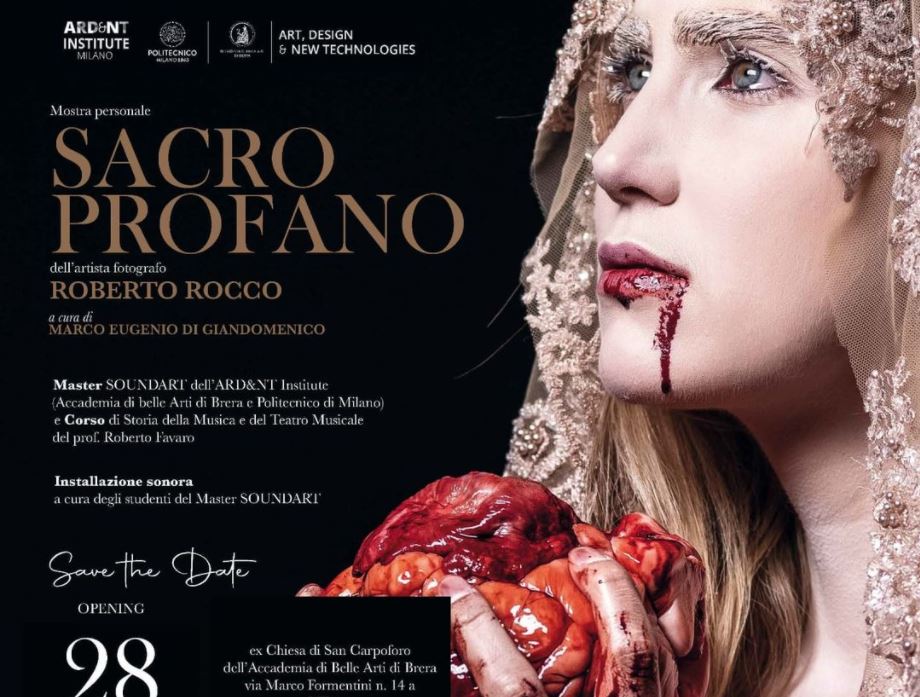 ARD&NT
INSTITUTE
MILANO
POLITECNICO
MILANO 1863
ART, DESIGN
& NEW TECHNOLOGIES
Mostra personale
SACRO
PROFANO
dell'artista fotografo
ROBERTO ROCCO
a cura di
MARCO EUGENIO DI GIANDOMENICO
Master SOUNDART dell'ARD&NT Institute
(Accademia di belle Arti di Brera e Politecnico di Milano)
e Corso di Storia della Musica e del Teatro Musicale
del prof. Roberto Favaro
Installazione sonora
a cura degli studenti del Master SOUNDART
Save the Date
OPENING
28
ex Chiesa di San Carpoforo
dell'Accademia di Belle Arti di Brera
via Marco Formentini n. 14 a